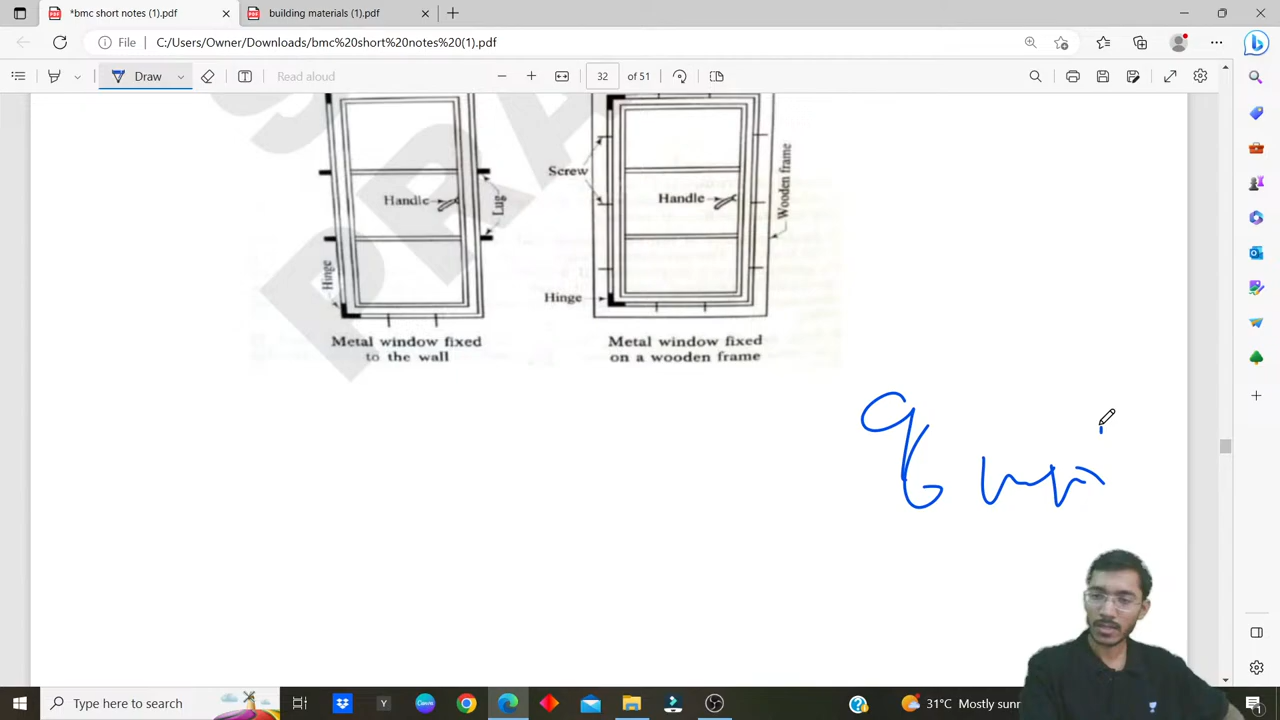 *bmc short notes (1).pdf
building materials (1).pdf
File
C:/Users/Owner/Downloads/bmc%20short%20notes%20(1).pdf
Draw
Read aloud
32
of 51
Screw
Handle
Lug
Hinge
Handle
Wooden frame
Hinge
Metal window fixed
to the wall
Metal window fixed
on a wooden frame
Type here to search
31°C Mostly sunn